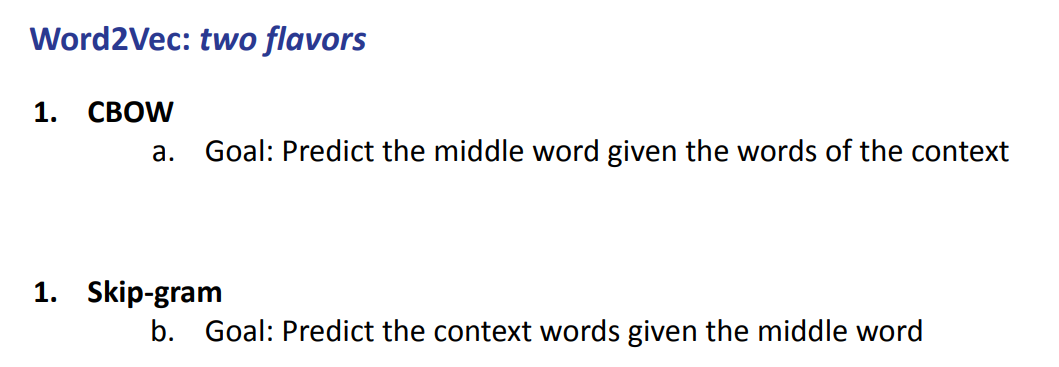 Word2Vec: two flavors
1. CBOW
a. Goal: Predict the middle word given the words of the context
1. Skip-gram
b. Goal: Predict the context words given the middle word